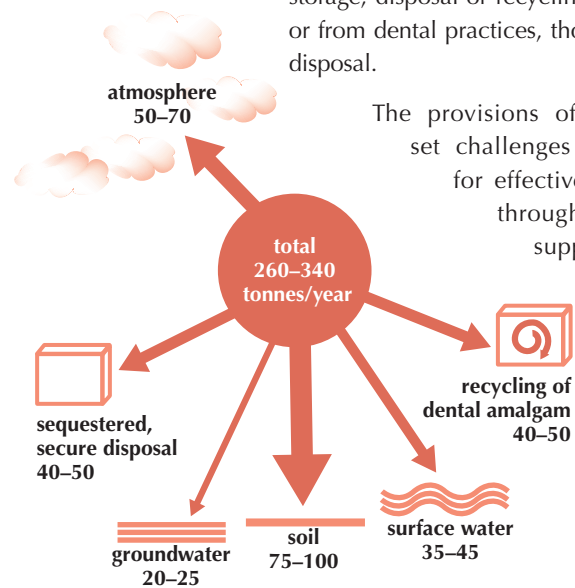 storage, disposal or recycling
or from dental practices, tho
disposal.
The provisions of
set challenges
for effective
through
supp
atmosphere
50–70
total
260–340
tonnes/year
sequestered,
secure disposal
40–50
recycling of
dental amalgam
40–50
groundwater
20–25
soil
75–100
surface water
35–45